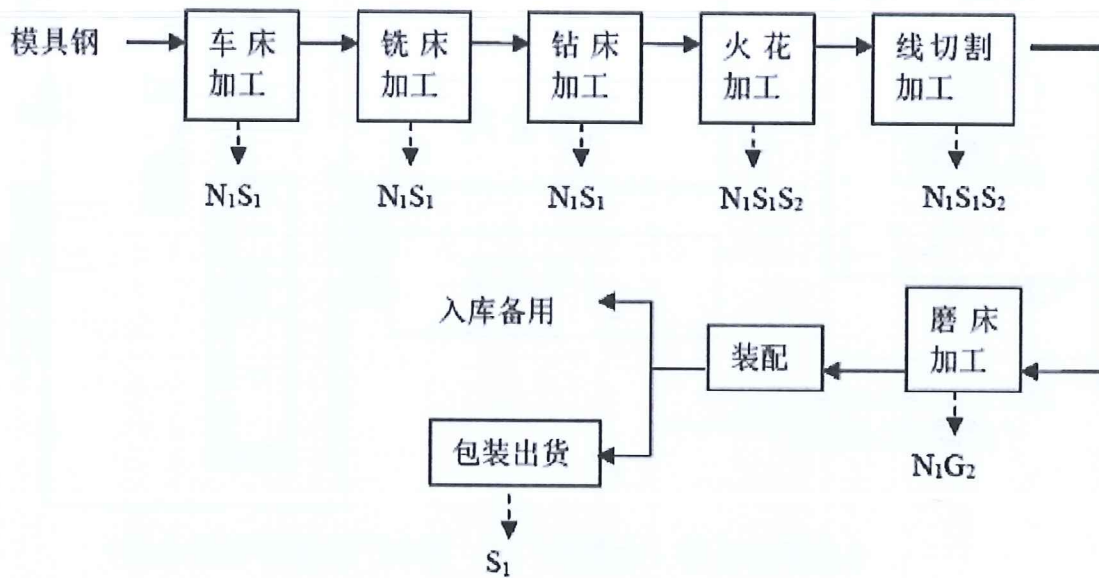 模具钢
车床
加工
铣床
加工
钻床
加工
火花
加工
线切割
加工
N₁S₁
N₁S₁
N₁S₁
N₁S₁S₂
N₁S₁S₂
入库备用
装配
磨床
加工
包装出货
N₁G₂
S₁